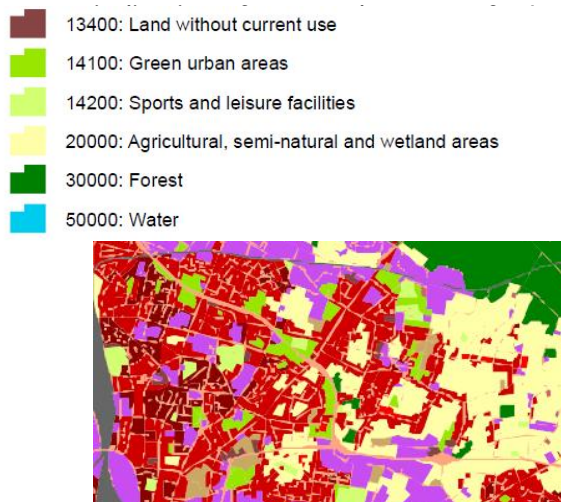 13400: Land without current use
14100: Green urban areas
14200: Sports and leisure facilities
20000: Agricultural, semi-natural and wetland areas
30000: Forest
50000: Water